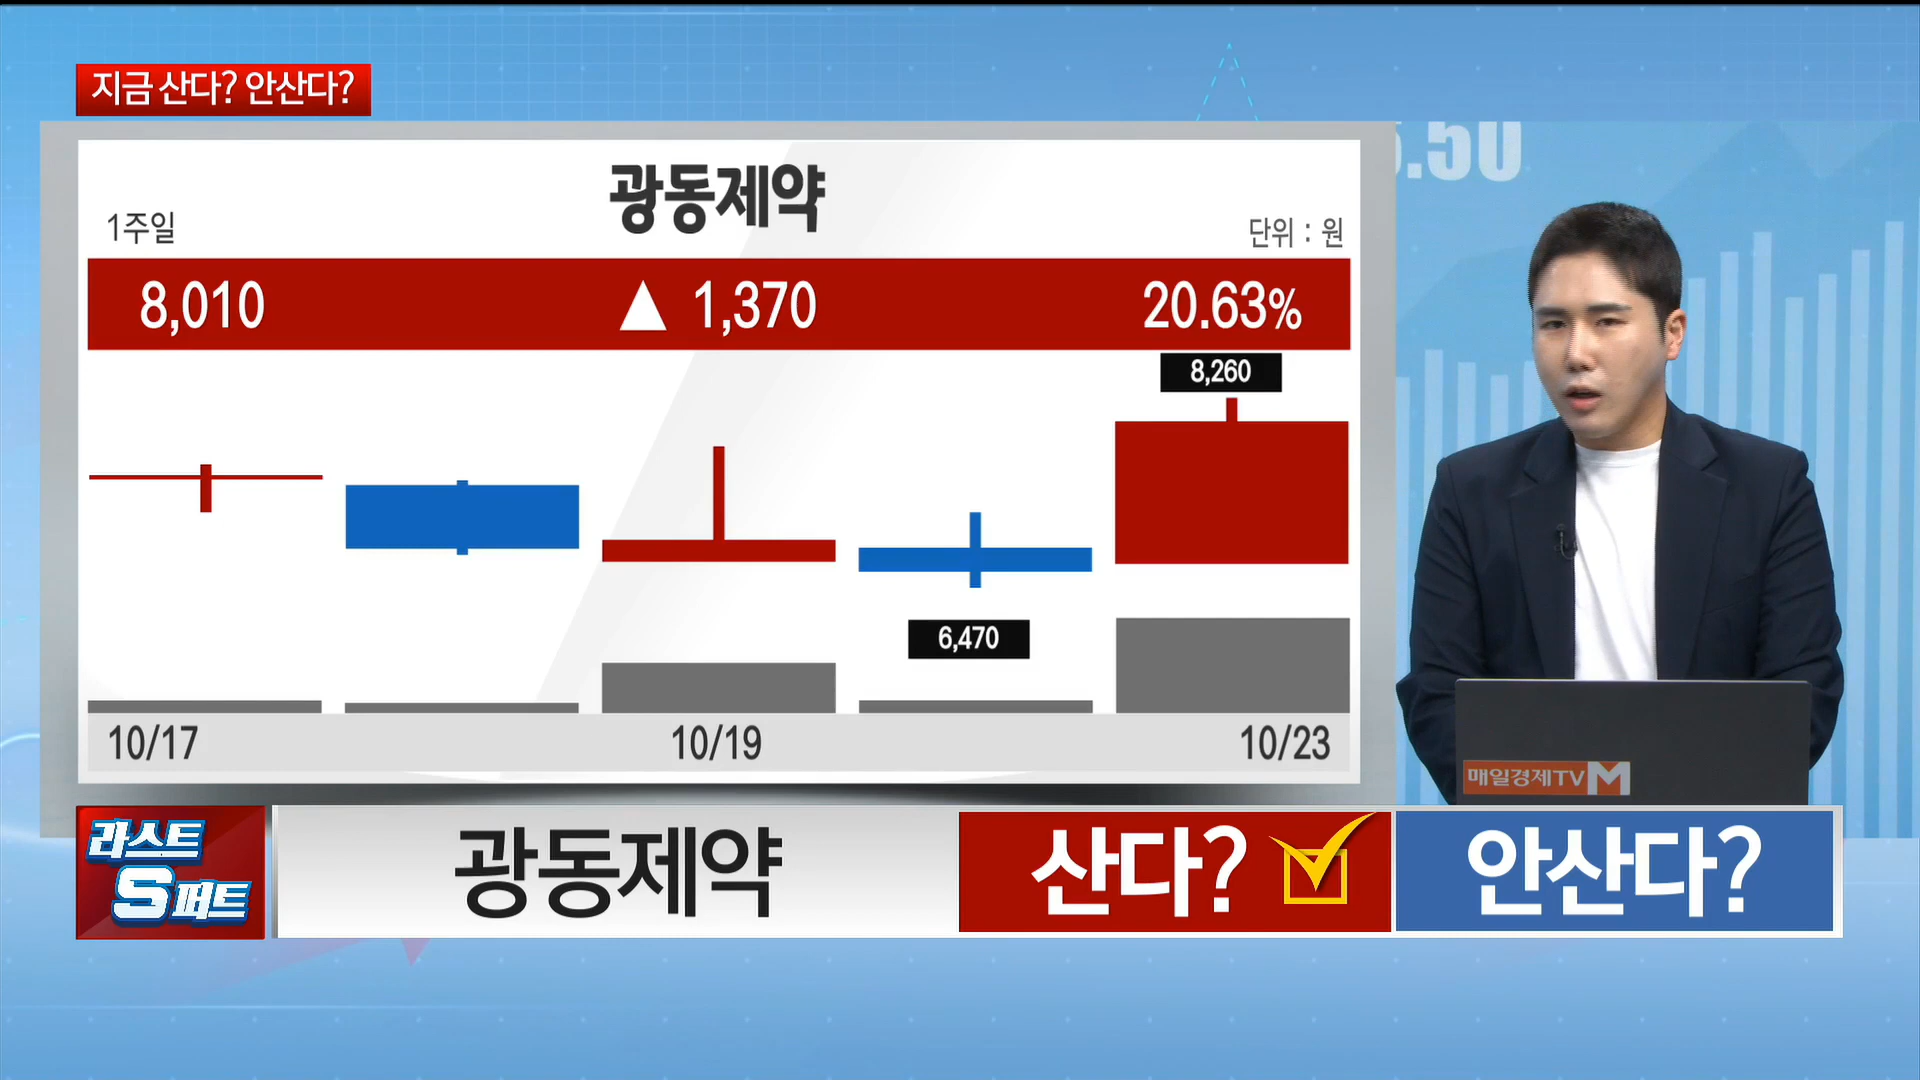 지금 산다? 안산다?
.50
광동제약
1주일
단위 : 원
8,010 ▲ 1,370 20.63%
8,260
6,470
10/17 10/19 10/23
매일경제TV M
라스트
S퍼트
광동제약 산다? 안산다?